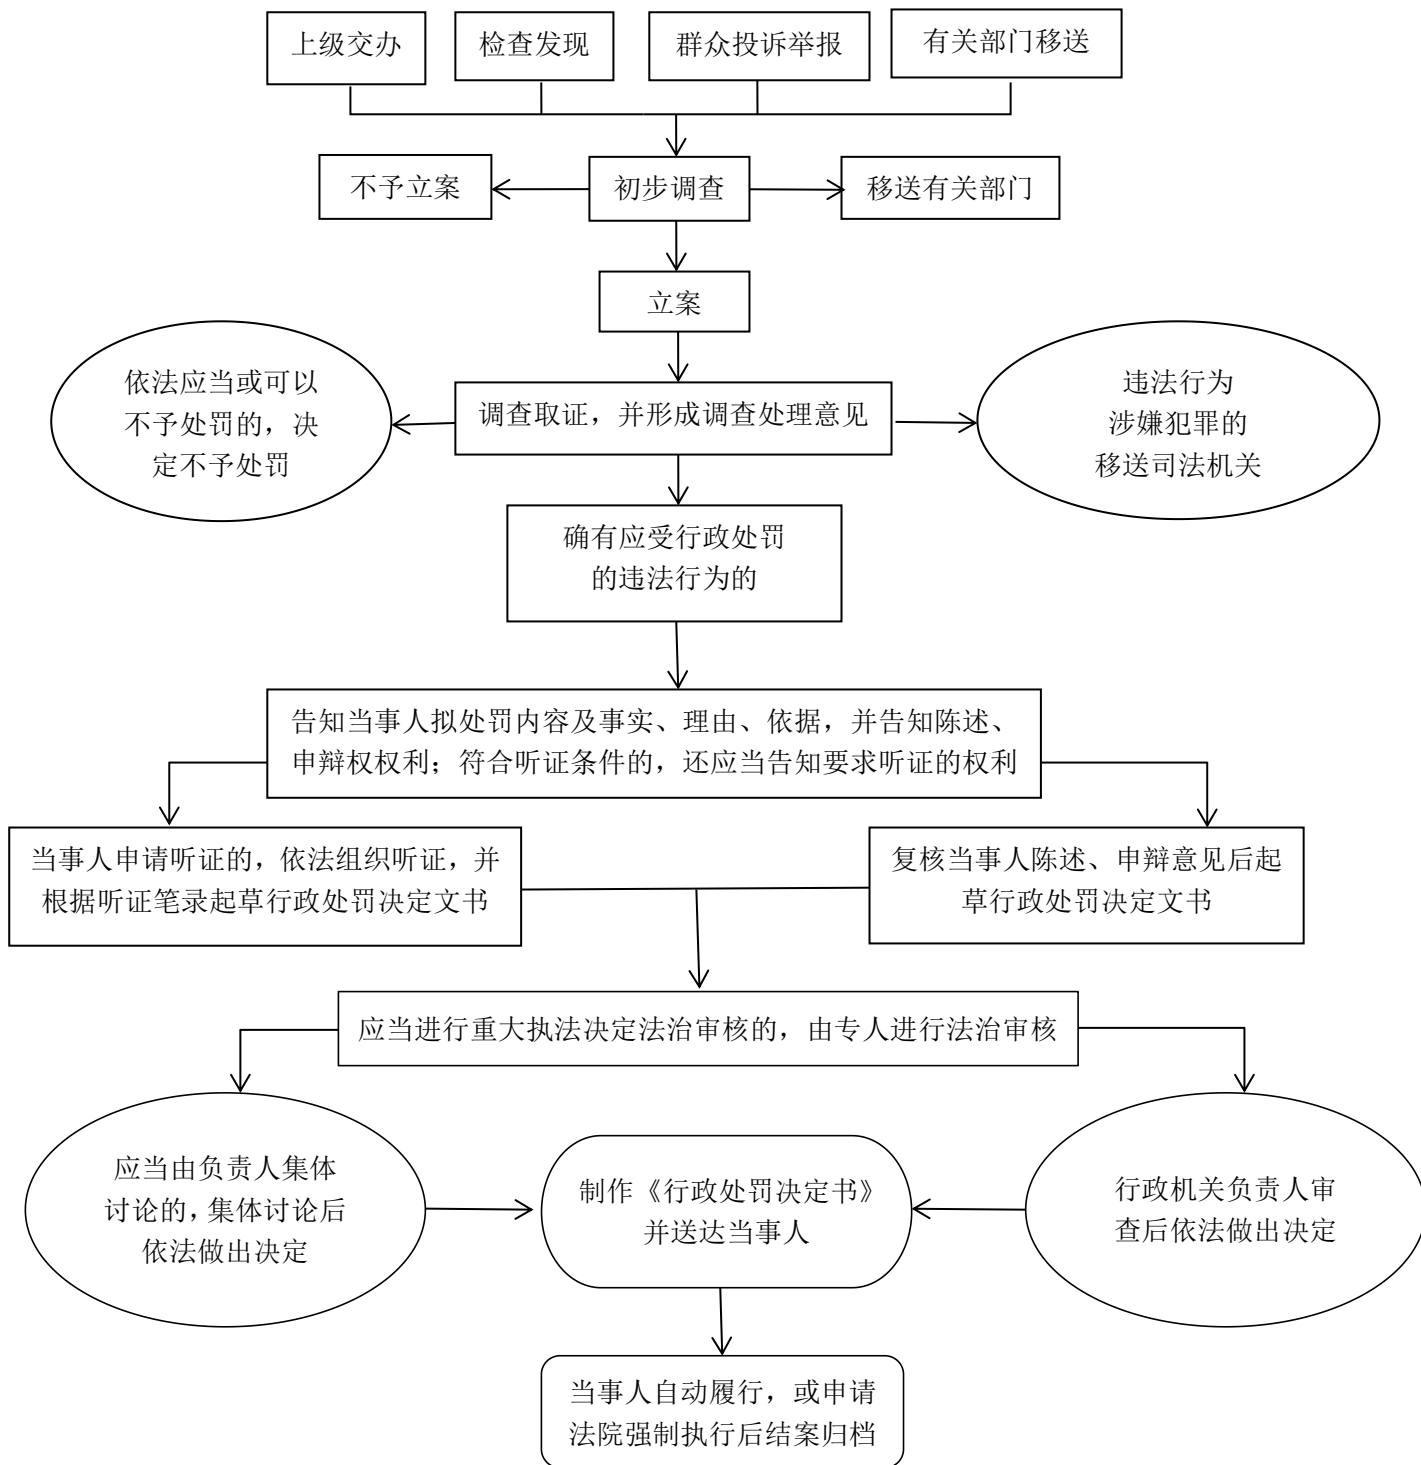 上级交办
检查发现
群众投诉举报
有关部门移送
不予立案
初步调查
移送有关部门
立案
依法应当或可以
不予处罚的，决
定不予处罚
调查取证，并形成调查处理意见
违法行为
涉嫌犯罪的
移送司法机关
确有应受行政处罚
的违法行为的
告知当事人拟处罚内容及事实、理由、依据，并告知陈述、
申辩权权利；符合听证条件的，还应当告知要求听证的权利
当事人申请听证的，依法组织听证，并
根据听证笔录起草行政处罚决定文书
复核当事人陈述、申辩意见后起
草行政处罚决定文书
应当进行重大执法决定法治审核的，由专人进行法治审核
应当由负责人集体
讨论的，集体讨论后
依法做出决定
制作《行政处罚决定书》
并送达当事人
行政机关负责人审
查后依法做出决定
当事人自动履行，或申请
法院强制执行后结案归档